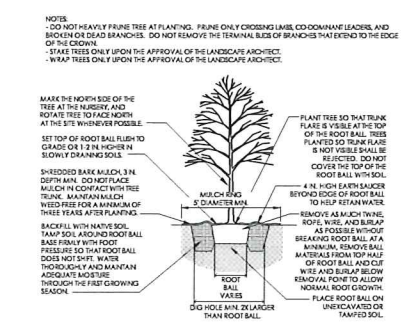 NOTES:
- DO NOT HEAVILY PRUNE TREE AT PLANTING. PRUNE ONLY CROSSING LIMBS, CO-DOMINANT LEADERS, AND
BROKEN OR DEAD BRANCHES. DO NOT REMOVE THE TERMINAL BUDS OF BRANCHES THAT EXTEND TO THE EDGE
OF THE CROWN.
- STAKE TREES ONLY UPON THE APPROVAL OF THE LANDSCAPE ARCHITECT.
- WRAP TREES ONLY UPON THE APPROVAL OF THE LANDSCAPE ARCHITECT.
MARK THE NORTH SIDE OF THE
TREE AT THE NURSERY, AND
ROTATE TREE TO FACE NORTH
AT THE SITE WHENEVER POSSIBLE.
SET TOP OF ROOT BALL FLUSH TO
GRADE OR 1-2 IN. HIGHER IN
SLOWLY DRAINING SOILS.
SHREDDED BARK MULCH, 3 IN.
DEPTH MIN. DO NOT PLACE
MULCH IN CONTACT WITH TREE
TRUNK. MAINTAIN MULCH
WEED-FREE FOR A MINIMUM OF
THREE YEARS AFTER PLANTING.
BACKFILL WITH NATIVE SOIL.
TAMP SOIL AROUND ROOT BALL
BASE FIRMLY WITH FOOT
PRESSURE SO THAT ROOT BALL
DOES NOT SHIFT. WATER
THOROUGHLY AND MAINTAIN
ADEQUATE MOISTURE
THROUGH THE FIRST GROWING
SEASON.
MULCH RING
5' DIAMETER MIN.
ROOT
BALL
VARIES
DIG HOLE MIN. 2X LARGER
THAN ROOT BALL.
PLANT TREE SO THAT TRUNK
FLARE IS VISIBLE AT THE TOP
OF THE ROOT BALL. TREES
PLANTED SO TRUNK FLARE
IS NOT VISIBLE SHALL BE
REJECTED. DO NOT
COVER THE TOP OF THE
ROOT BALL WITH SOIL.
4 IN. HIGH EARTH SAUCER
BEYOND EDGE OF ROOT BALL
TO HELP RETAIN WATER.
REMOVE AS MUCH TWINE,
ROPE, WIRE, AND BURLAP
AS POSSIBLE WITHOUT
BREAKING ROOT BALL. AT A
MINIMUM, REMOVE BALL
MATERIALS FROM TOP HALF
OF ROOT BALL AND CUT
WIRE AND BURLAP BELOW
REMOVAL POINT TO ALLOW
NORMAL ROOT GROWTH.
PLACE ROOT BALL ON
UNEXCAVATED OR
TAMPED SOIL.